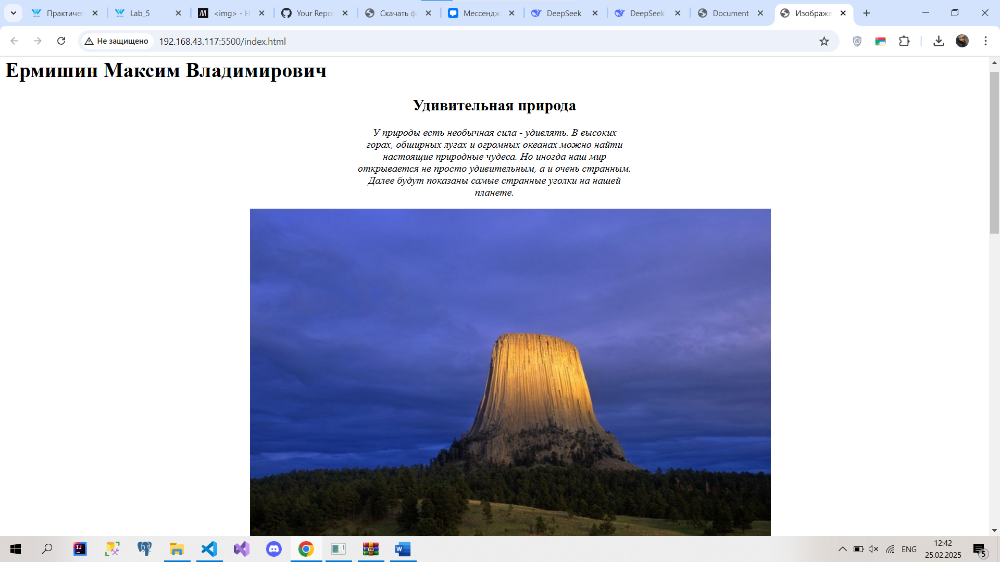 Практичес
Lab_5
<img> - H
Your Repos
Скачать ф
Мессендж
DeepSeek
DeepSeek
Document
Изображе
Не защищено
192.168.43.117:5500/index.html
Ермишин Максим Владимирович
Удивительная природа
У природы есть необычная сила - удивлять. В высоких
горах, обширных лугах и огромных океанах можно найти
настоящие природные чудеса. Но иногда наш мир
открывается не просто удивительным, а и очень странным.
Далее будут показаны самые странные уголки на нашей
планете.
ENG
12:42
25.02.2025
5